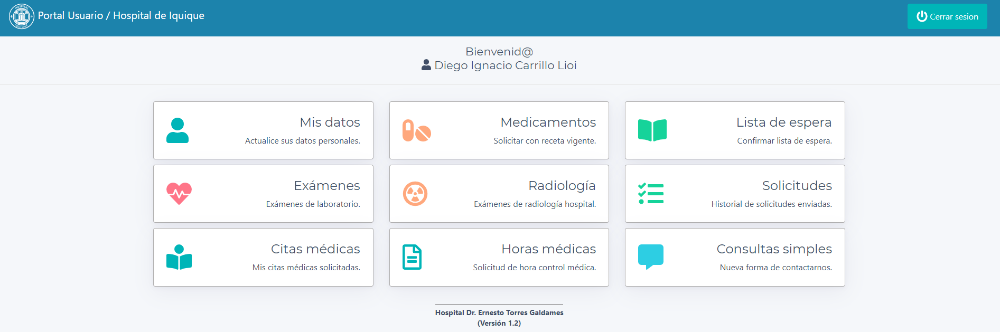 HOSPITAL
IQUIQUE
Portal Usuario / Hospital de Iquique
Cerrar sesion
Bienvenid@
Diego Ignacio Carrillo Lioi
Mis datos
Actualice sus datos personales.
Medicamentos
Solicitar con receta vigente.
Lista de espera
Confirmar lista de espera.
Exámenes
Exámenes de laboratorio.
Radiología
Exámenes de radiología hospital.
Solicitudes
Historial de solicitudes enviadas.
Citas médicas
Mis citas médicas solicitadas.
Horas médicas
Solicitud de hora control médica.
Consultas simples
Nueva forma de contactarnos.
Hospital Dr. Ernesto Torres Galdames
(Versión 1.2)